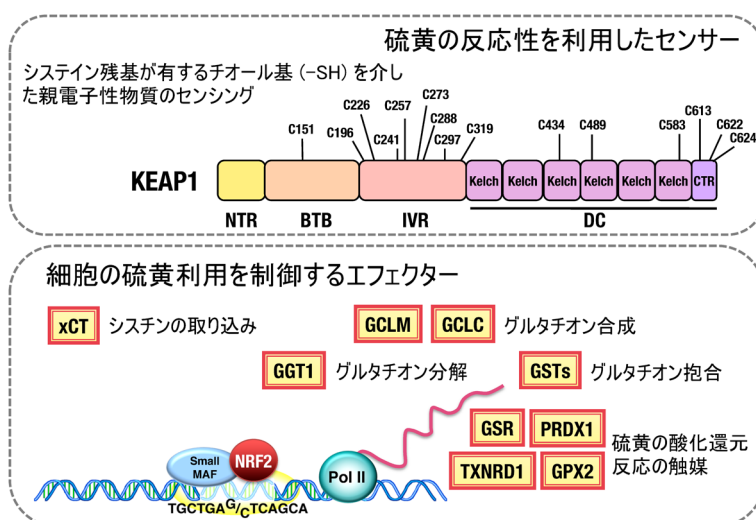 硫黄の反応性を利用したセンサー
システイン残基が有するチオール基 (−SH) を介し
た親電子性物質のセンシング
C151
C196
C226
C241
C257
C273
C288
C297
C319
C434
C489
C583
C613
C622
C624
KEAP1
Kelch Kelch Kelch Kelch Kelch Kelch CTR
NTR BTB IVR DC
細胞の硫黄利用を制御するエフェクター
xCT シスチンの取り込み
GCLM GCLC グルタチオン合成
GGT1 グルタチオン分解
GSTs グルタチオン抱合
GSR PRDX1
TXNRD1 GPX2
硫黄の酸化還元
反応の触媒
Small
MAF
NRF2
Pol II
TGCTGAG/CTCAGCA